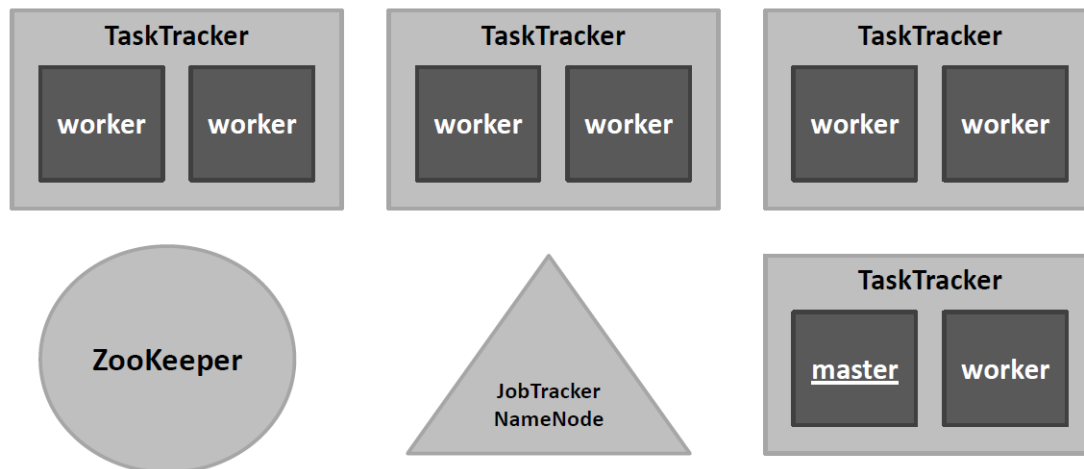 TaskTracker
worker worker
TaskTracker
worker worker
TaskTracker
worker worker
ZooKeeper
JobTracker
NameNode
TaskTracker
master worker